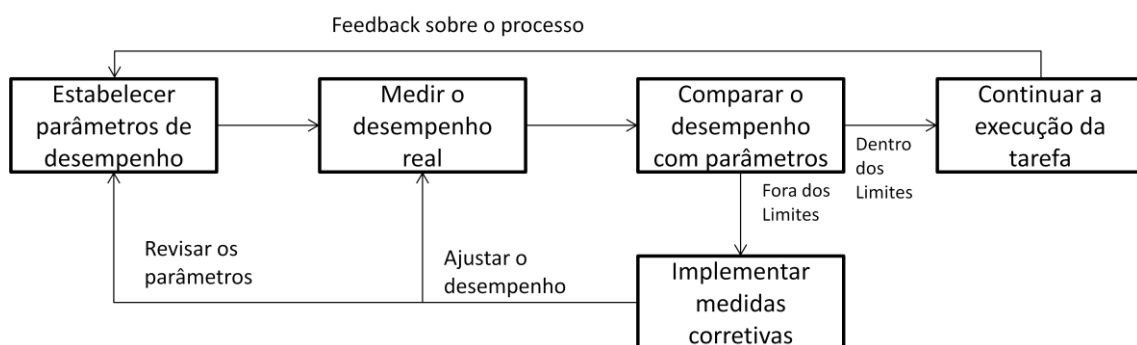 Feedback sobre o processo
Estabelecer
parâmetros de
desempenho
Medir o
desempenho
real
Comparar o
desempenho
com parâmetros
Continuar a
execução da
tarefa
Dentro
dos
Limites
Fora dos
Limites
Revisar os
parâmetros
Ajustar o
desempenho
Implementar
medidas
corretivas